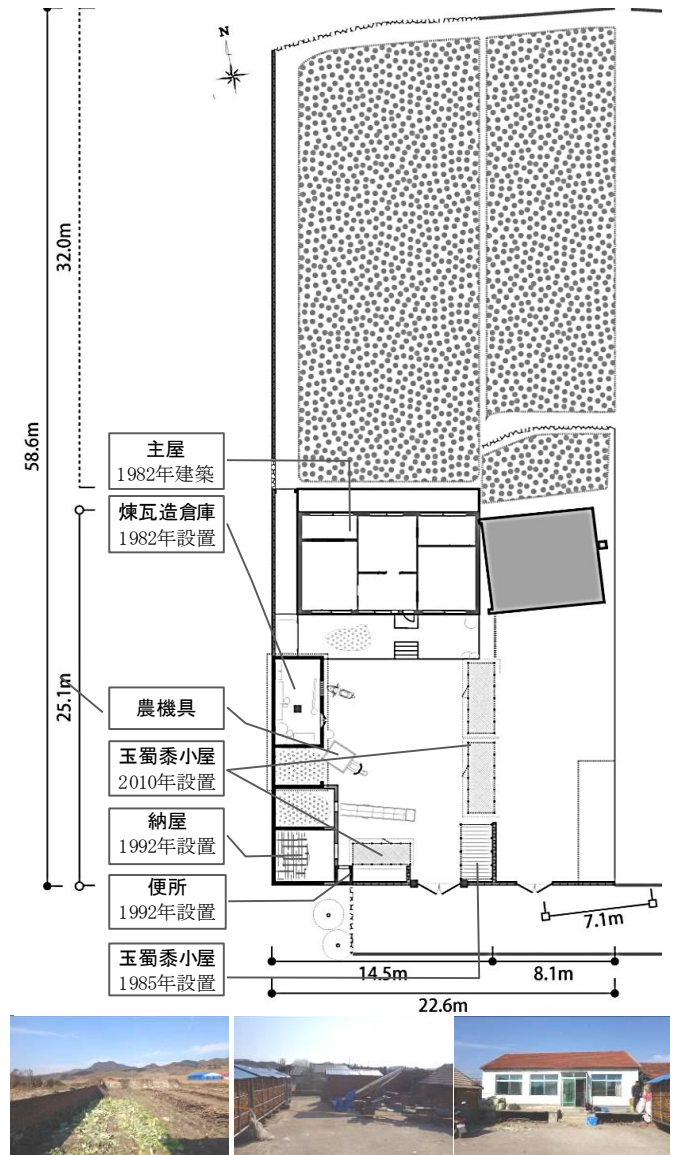 N
32.0m
58.6m
主屋
1982年建築
煉瓦造倉庫
1982年設置
25.1m
農機具
玉蜀黍小屋
2010年設置
納屋
1992年設置
便所
1992年設置
7.1m
玉蜀黍小屋
1985年設置
14.5m
8.1m
22.6m